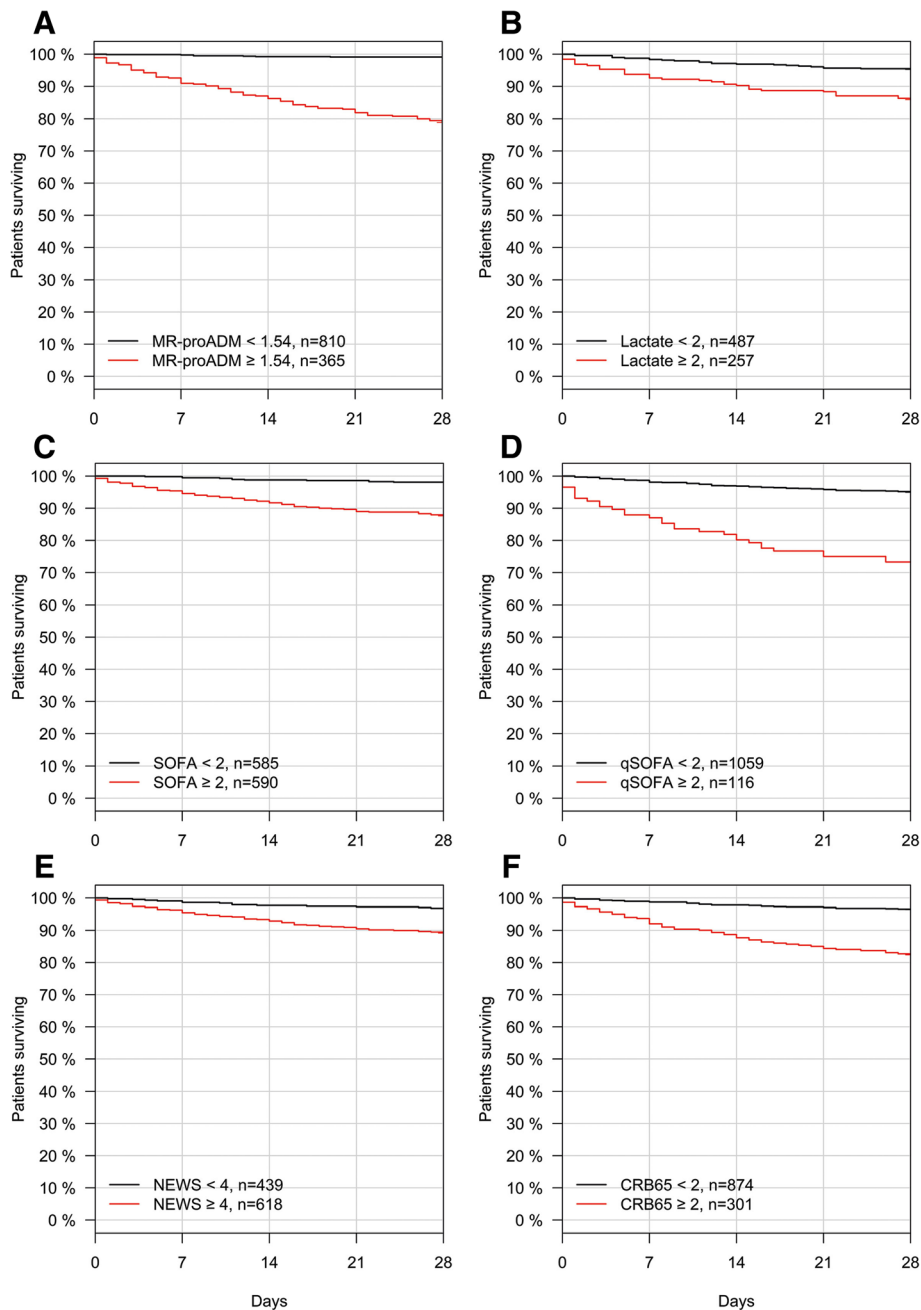 A
100 %
90 %
80 %
70 %
60 %
50 %
40 %
30 %
20 %
10 %
0 %
Patients surviving
MR-proADM < 1.54, n=810
MR-proADM ≥ 1.54, n=365
0 7 14 21 28
B
100 %
90 %
80 %
70 %
60 %
50 %
40 %
30 %
20 %
10 %
0 %
Patients surviving
Lactate < 2, n=487
Lactate ≥ 2, n=257
0 7 14 21 28
C
100 %
90 %
80 %
70 %
60 %
50 %
40 %
30 %
20 %
10 %
0 %
Patients surviving
SOFA < 2, n=585
SOFA ≥ 2, n=590
0 7 14 21 28
D
100 %
90 %
80 %
70 %
60 %
50 %
40 %
30 %
20 %
10 %
0 %
Patients surviving
qSOFA < 2, n=1059
qSOFA ≥ 2, n=116
0 7 14 21 28
E
100 %
90 %
80 %
70 %
60 %
50 %
40 %
30 %
20 %
10 %
0 %
Patients surviving
NEWS < 4, n=439
NEWS ≥ 4, n=618
0 7 14 21 28
Days
F
100 %
90 %
80 %
70 %
60 %
50 %
40 %
30 %
20 %
10 %
0 %
Patients surviving
CRB65 < 2, n=874
CRB65 ≥ 2, n=301
0 7 14 21 28
Days